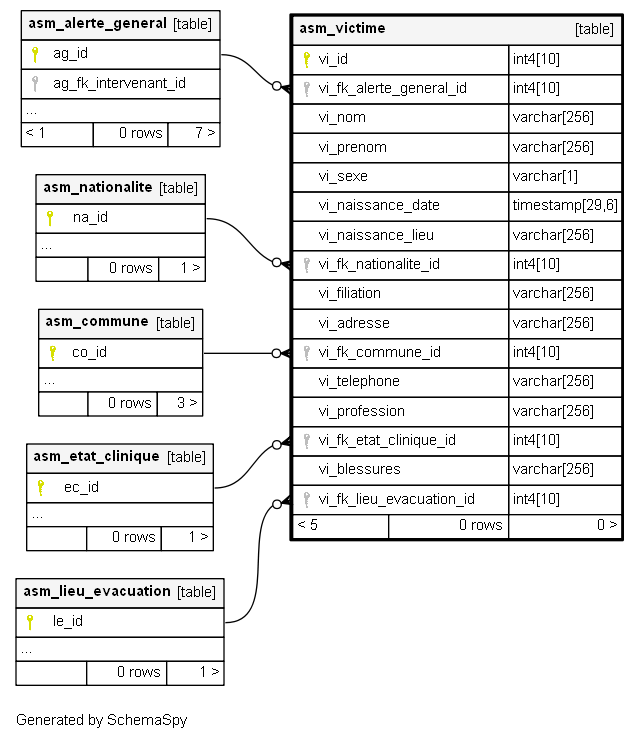 asm_alerte_general [table]
ag_id
ag_fk_intervenant_id
...
< 1 0 rows 7 >
asm_nationalite [table]
na_id
...
0 rows 1 >
asm_commune [table]
co_id
...
0 rows 3 >
asm_etat_clinique [table]
ec_id
...
0 rows 1 >
asm_lieu_evacuation [table]
le_id
...
0 rows 1 >
asm_victime [table]
vi_id int4[10]
vi_fk_alerte_general_id int4[10]
vi_nom varchar[256]
vi_prenom varchar[256]
vi_sexe varchar[1]
vi_naissance_date timestamp[29,6]
vi_naissance_lieu varchar[256]
vi_fk_nationalite_id int4[10]
vi_filiation varchar[256]
vi_adresse varchar[256]
vi_fk_commune_id int4[10]
vi_telephone varchar[256]
vi_profession varchar[256]
vi_fk_etat_clinique_id int4[10]
vi_blessures varchar[256]
vi_fk_lieu_evacuation_id int4[10]
< 5 0 rows 0 >
Generated by SchemaSpy